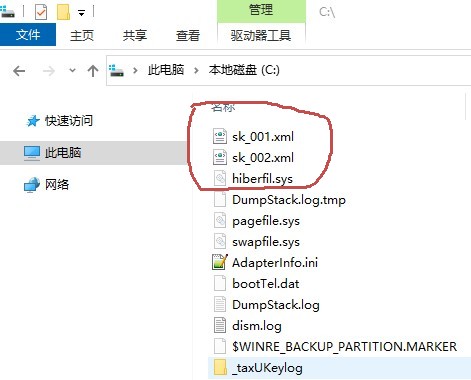 管理
C:\
文件
主页
共享
查看
驱动器工具
此电脑 > 本地磁盘 (C:)
名称
快速访问
此电脑
网络
sk_001.xml
sk_002.xml
hiberfil.sys
DumpStack.log.tmp
pagefile.sys
swapfile.sys
AdapterInfo.ini
bootTel.dat
DumpStack.log
dism.log
$WINRE_BACKUP_PARTITION.MARKER
_taxUKeylog